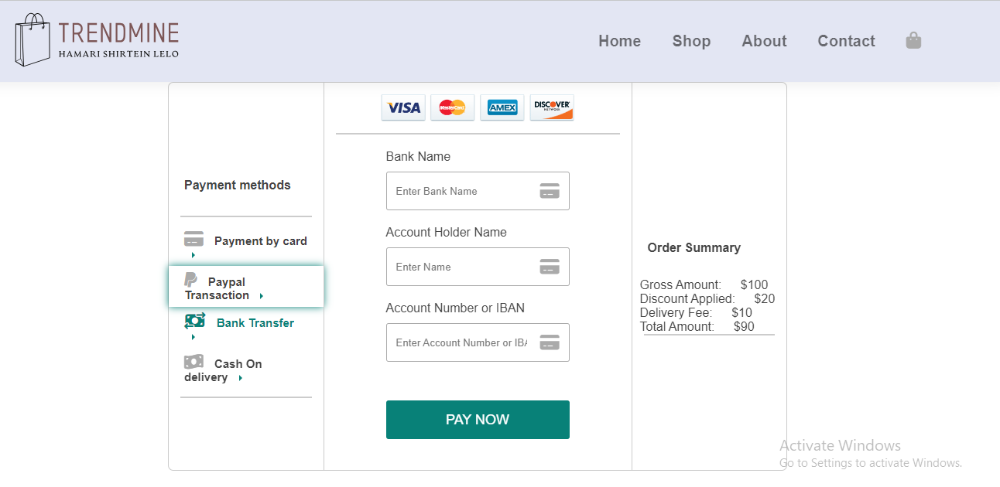 TRENDMINE
HAMARI SHIRTEIN LELO
Home Shop About Contact
VISA MasterCard AMEX DISCOVER NETWORK
Payment methods
Payment by card
Paypal
Transaction
Bank Transfer
Cash On
delivery
Bank Name
Enter Bank Name
Account Holder Name
Enter Name
Account Number or IBAN
Enter Account Number or IBA
PAY NOW
Order Summary
Gross Amount: $100
Discount Applied: $20
Delivery Fee: $10
Total Amount: $90
Activate Windows
Go to Settings to activate Windows.